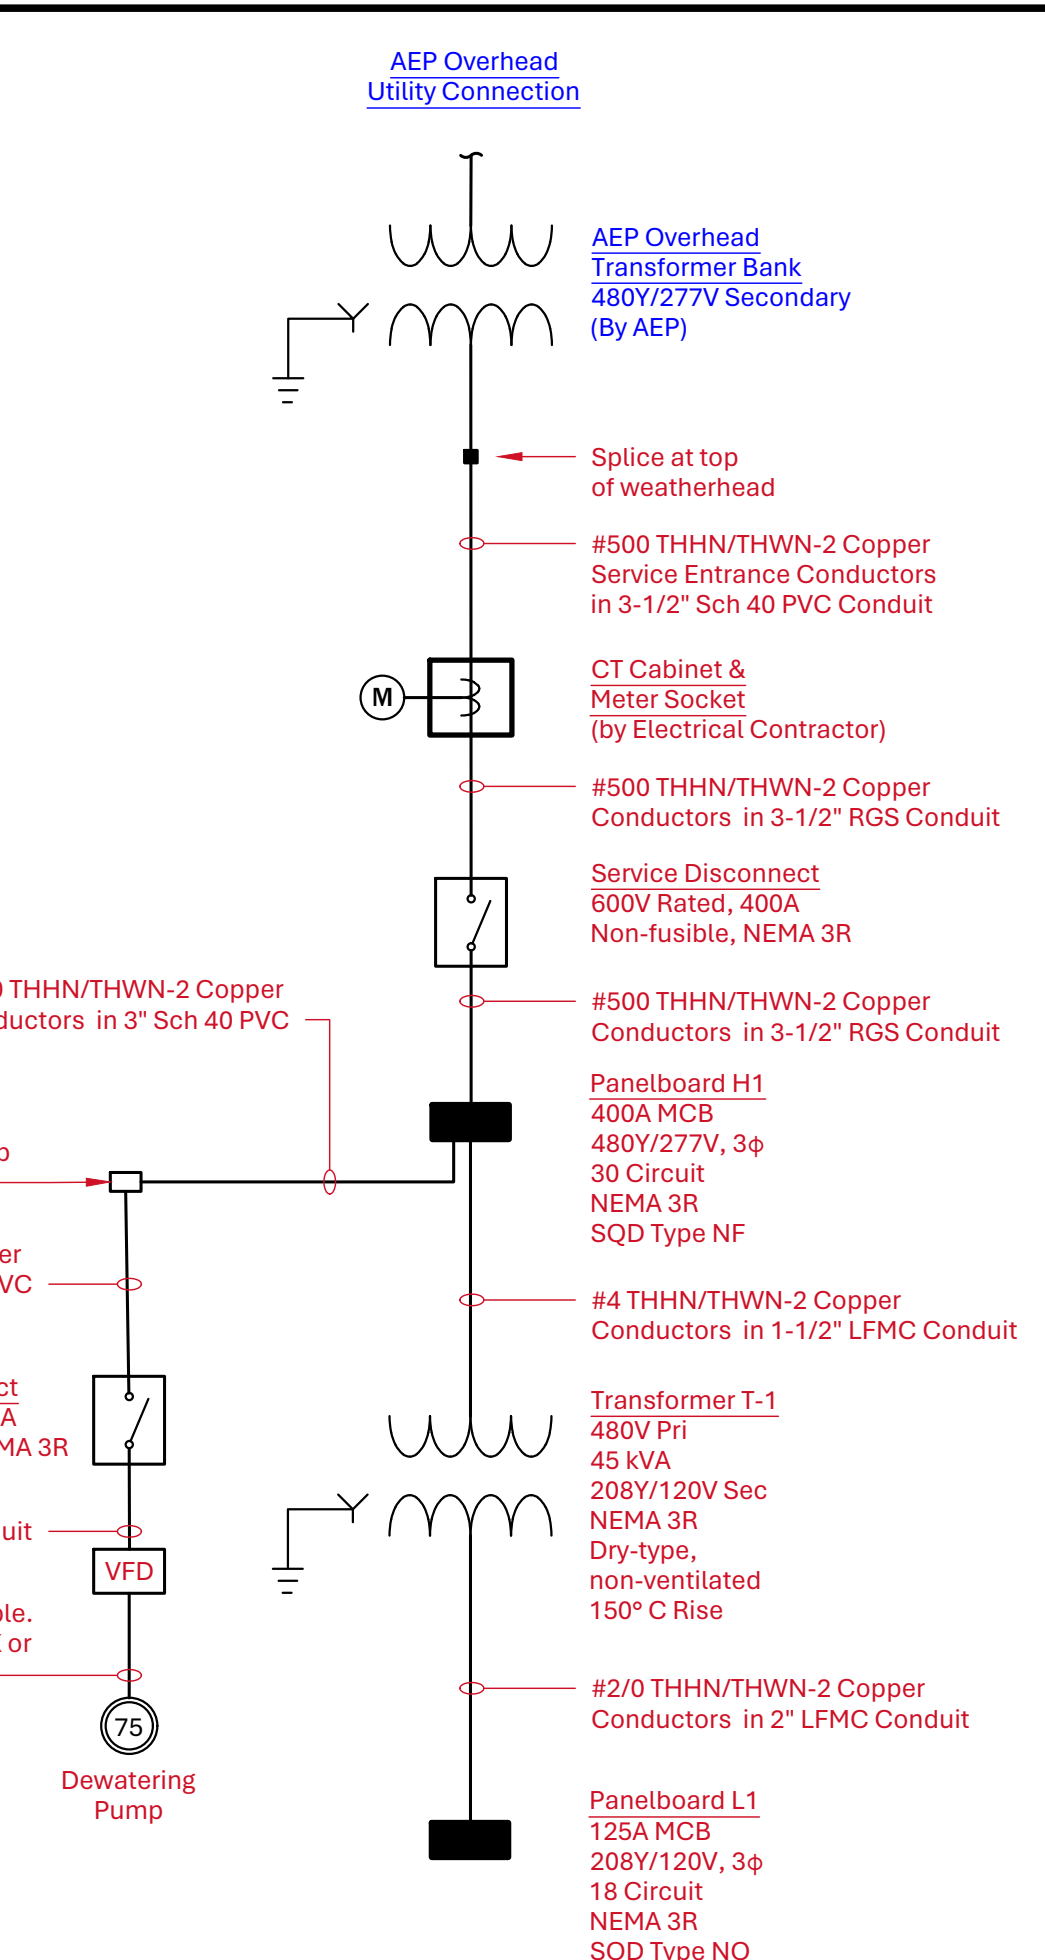 AEP Overhead
Utility Connection
AEP Overhead
Transformer Bank
480Y/277V Secondary
(By AEP)
Splice at top
of weatherhead
#500 THHN/THWN-2 Copper
Service Entrance Conductors
in 3-1/2" Sch 40 PVC Conduit
CT Cabinet &
Meter Socket
(by Electrical Contractor)
M
#500 THHN/THWN-2 Copper
Conductors in 3-1/2" RGS Conduit
Service Disconnect
600V Rated, 400A
Non-fusible, NEMA 3R
THHN/THWN-2 Copper
in 3" Sch 40 PVC
#500 THHN/THWN-2 Copper
Conductors in 3-1/2" RGS Conduit
Panelboard H1
400A MCB
480Y/277V, 3ϕ
30 Circuit
NEMA 3R
SQD Type NF
#4 THHN/THWN-2 Copper
Conductors in 1-1/2" LFMC Conduit
A
3R
Transformer T-1
480V Pri
45 kVA
208Y/120V Sec
NEMA 3R
Dry-type,
non-ventilated
150° C Rise
VFD
or
75
Dewatering
Pump
#2/0 THHN/THWN-2 Copper
Conductors in 2" LFMC Conduit
Panelboard L1
125A MCB
208Y/120V, 3ϕ
18 Circuit
NEMA 3R
SQD Type NQ